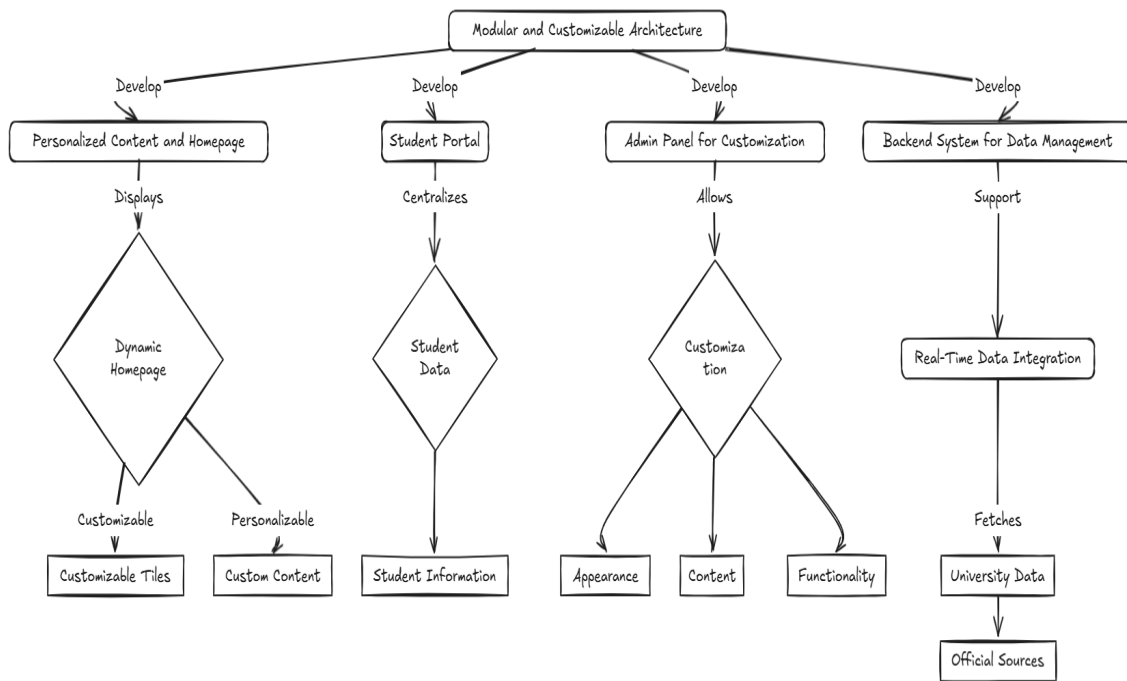 Modular and Customizable Architecture
Develop
Develop
Develop
Develop
Personalized Content and Homepage
Student Portal
Admin Panel for Customization
Backend System for Data Management
Displays
Centralizes
Allows
Support
Dynamic
Homepage
Student
Data
Customiza
tion
Real-Time Data Integration
Customizable
Personalizable
Fetches
Customizable Tiles
Custom Content
Student Information
Appearance
Content
Functionality
University Data
Official Sources